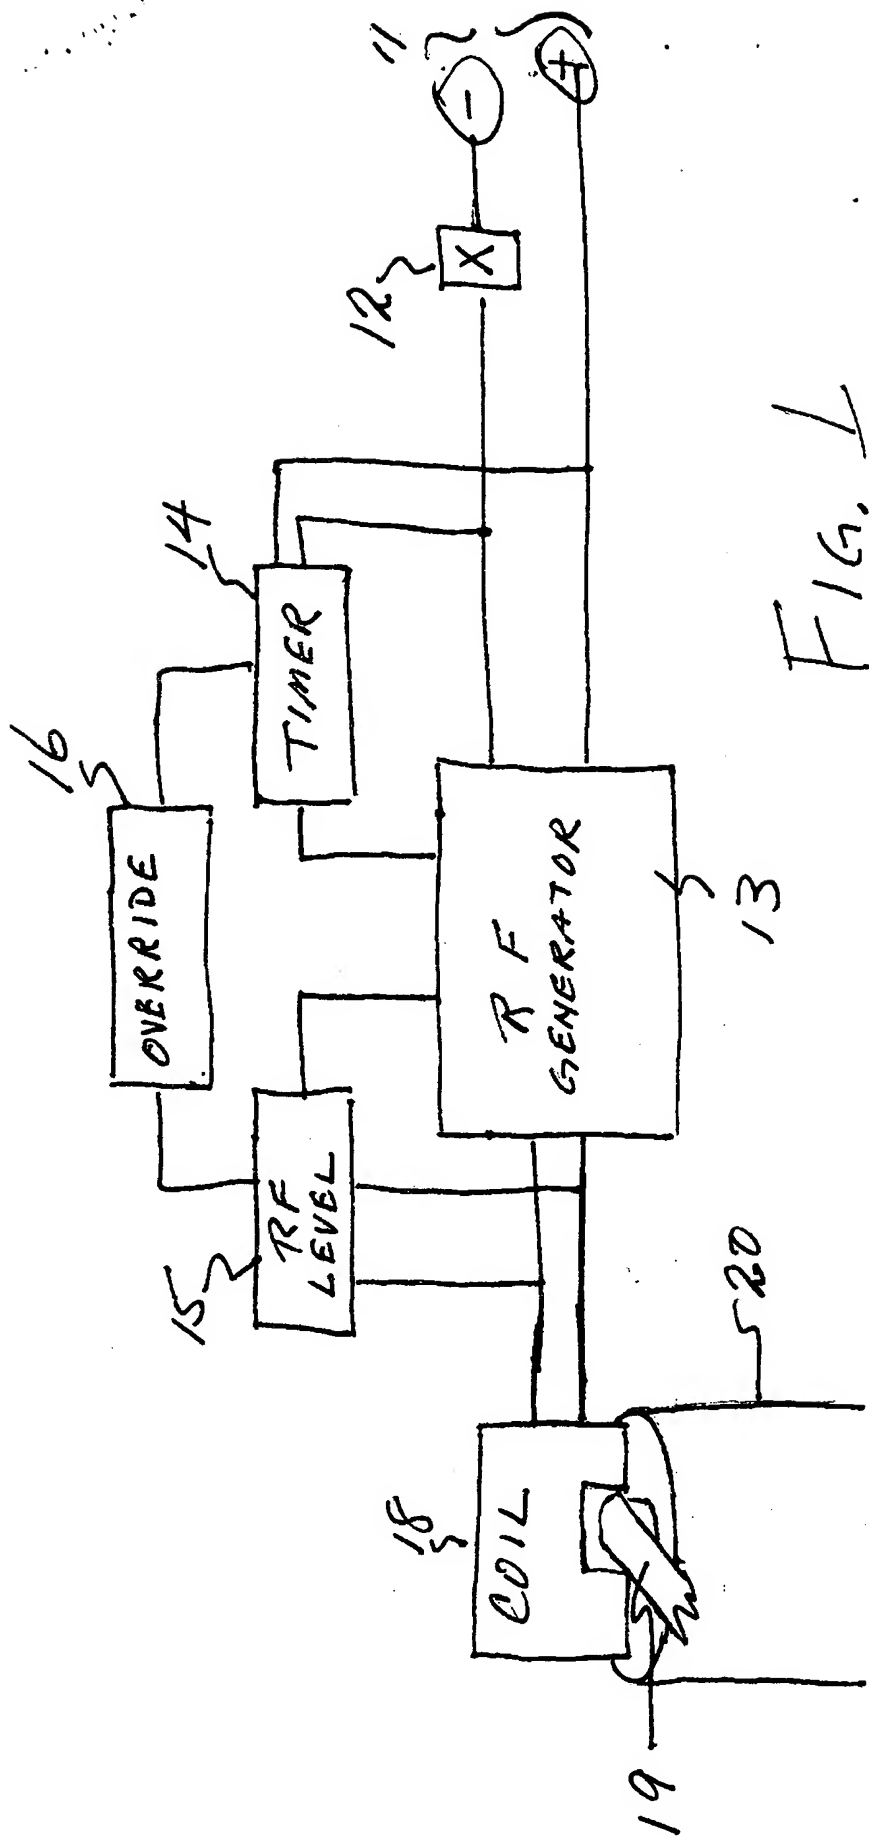 16
OVERRIDE
14
TIMER
15
RF
LEVEL
11
-
+
12
X
RF
GENERATOR
13
18
COIL
19
20
FIG. 1